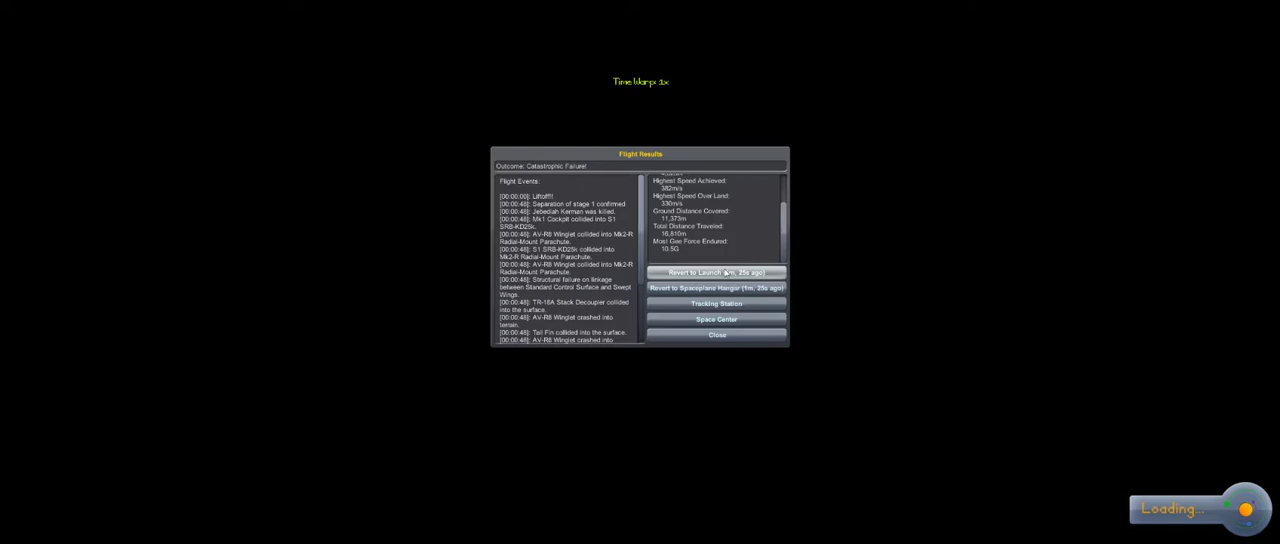 Time Warp: 1x
Flight Results
Outcome: Catastrophic Failure!
Flight Events:
[00:00:00]: Liftoff!!
[00:00:48]: Separation of stage 1 confirmed
[00:00:48]: Jebediah Kerman was killed.
[00:00:48]: Mk1 Cockpit collided into S1
SRB-KD25k.
[00:00:48]: AV-R8 Winglet collided into Mk2-R
Radial-Mount Parachute.
[00:00:48]: S1 SRB-KD25k collided into
Mk2-R Radial-Mount Parachute.
[00:00:48]: AV-R8 Winglet collided into Mk2-R
Radial-Mount Parachute.
[00:00:48]: Structural failure on linkage
between Standard Control Surface and Swept
Wings.
[00:00:48]: TR-18A Stack Decoupler collided
into the surface.
[00:00:48]: AV-R8 Winglet crashed into
terrain.
[00:00:48]: Tail Fin collided into the surface.
[00:00:48]: AV-R8 Winglet crashed into
Highest Speed Achieved:
382m/s
Highest Speed Over Land:
330m/s
Ground Distance Covered:
11,373m
Total Distance Traveled:
16,810m
Most Gee Force Endured:
10.5G
Revert to Launch 25s ago)
Revert to Spaceplane Hangar (1m, 25s ago)
Tracking Station
Space Center
Close
Loading...